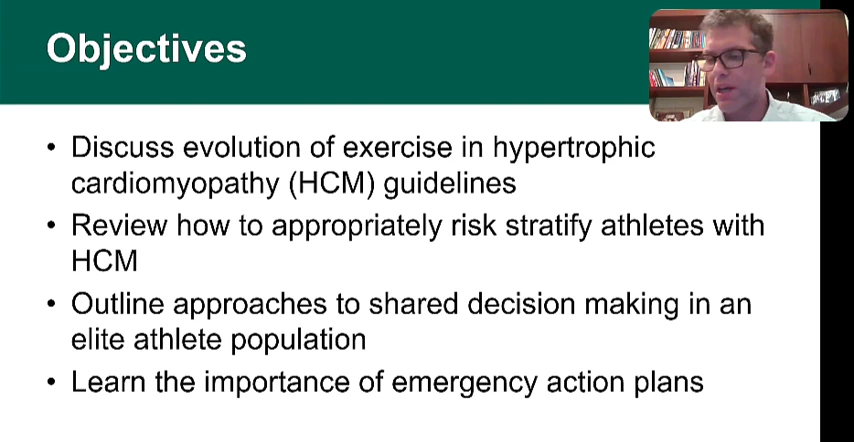 Objectives
• Discuss evolution of exercise in hypertrophic
cardiomyopathy (HCM) guidelines
• Review how to appropriately risk stratify athletes with
HCM
• Outline approaches to shared decision making in an
elite athlete population
• Learn the importance of emergency action plans